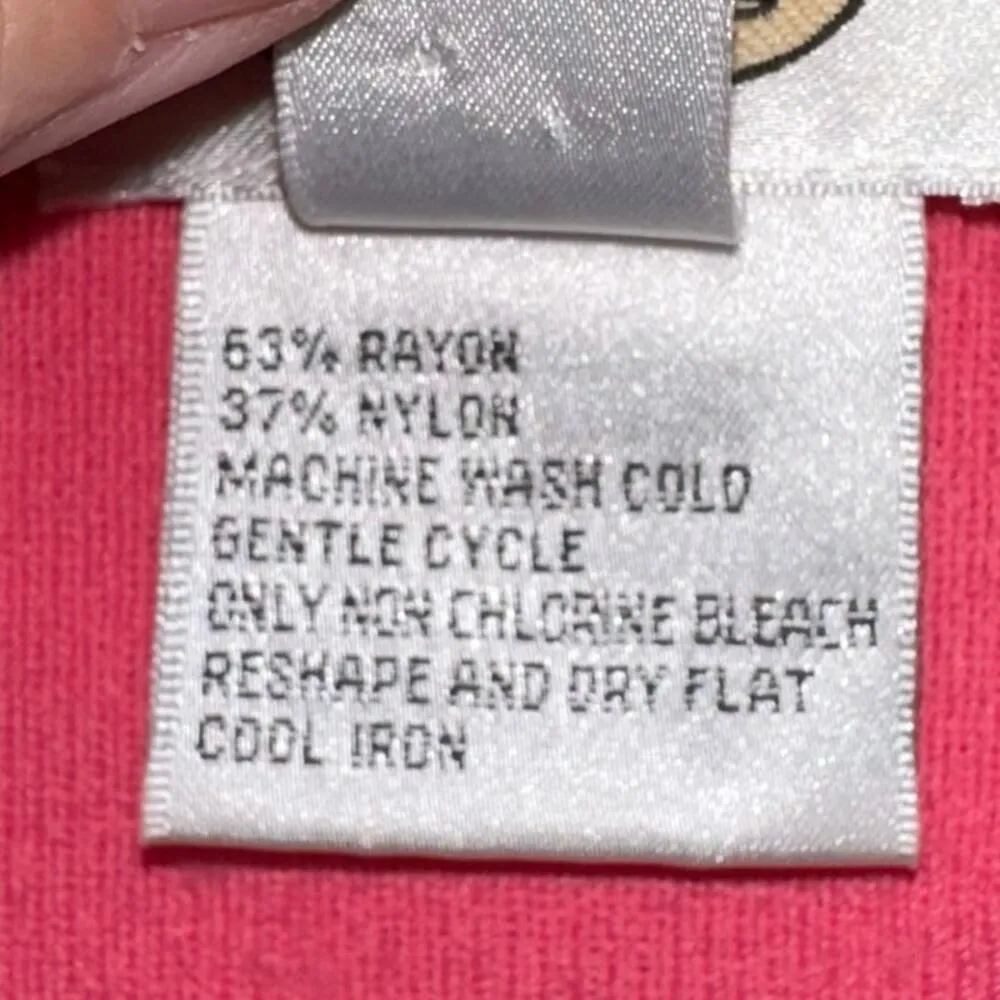 63% RAYON
37% NYLON
MACHINE WASH COLD
GENTLE CYCLE
ONLY NON CHLORINE BLEACH
RESHAPE AND DRY FLAT
COOL IRON